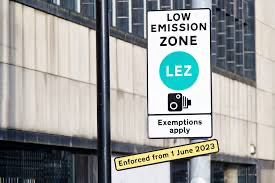 LOW
EMISSION
ZONE
LEZ
Exemptions
apply
Enforced from 1 June 2023